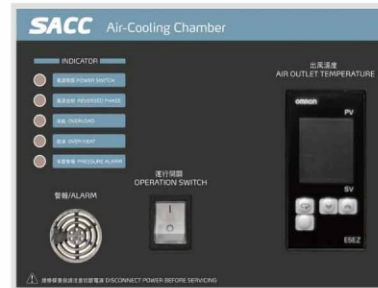 SACC Air-Cooling Chamber
INDICATOR
POWER SWITCH
REVERSED PHASE
OVERLOAD
OVER HEAT
PRESSURE ALARM
警報/ALARM
運行開關
OPERATION SWITCH
出風溫度
AIR OUTLET TEMPERATURE
OMRON
PV
SV
E5EZ
DISCONNECT POWER BEFORE SERVICING